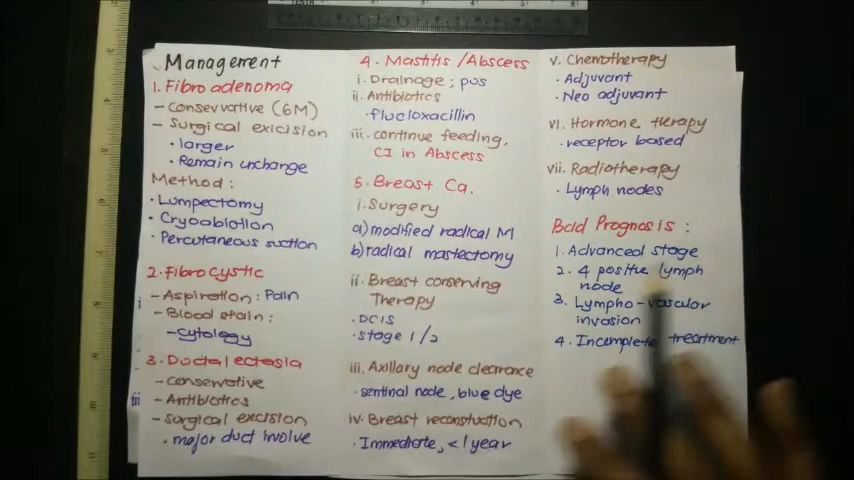 Management
1. Fibro adenoma
- Conservative (6M)
- Surgical excision
• larger
• Remain unchange
Method:
• Lumpectomy
• Cryoablation
• Percutaneous suction
2. Fibrocystic
- Aspiration: Pain
- Blood stain:
- Cytology
3. Ductal ectasia
- conservative
- Antibiotics
- Surgical excision
• major duct involve
4. Mastitis / Abscess
i. Drainage; pus
ii. Antibiotics
- flucloxacillin
iii. continue feeding.
CI in Abscess
5. Breast Ca.
i. Surgery
a) modified radical M
b) radical mastectomy
ii. Breast conserving
Therapy
• DCIS
• stage 1/2
iii. Axillary node clearance
• sentinal node, blue dye
iv. Breast reconstruction
• Immediate, <1 year
v. Chemotherapy
• Adjuvant
• Neo adjuvant
vi. Hormone therapy
• receptor based
vii. Radiotherapy
• Lymph nodes
Bad Prognosis:
1. Advanced stage
2. 4 positve lymph
node
3. Lympho-vascular
invasion
4. Incomplete treatment